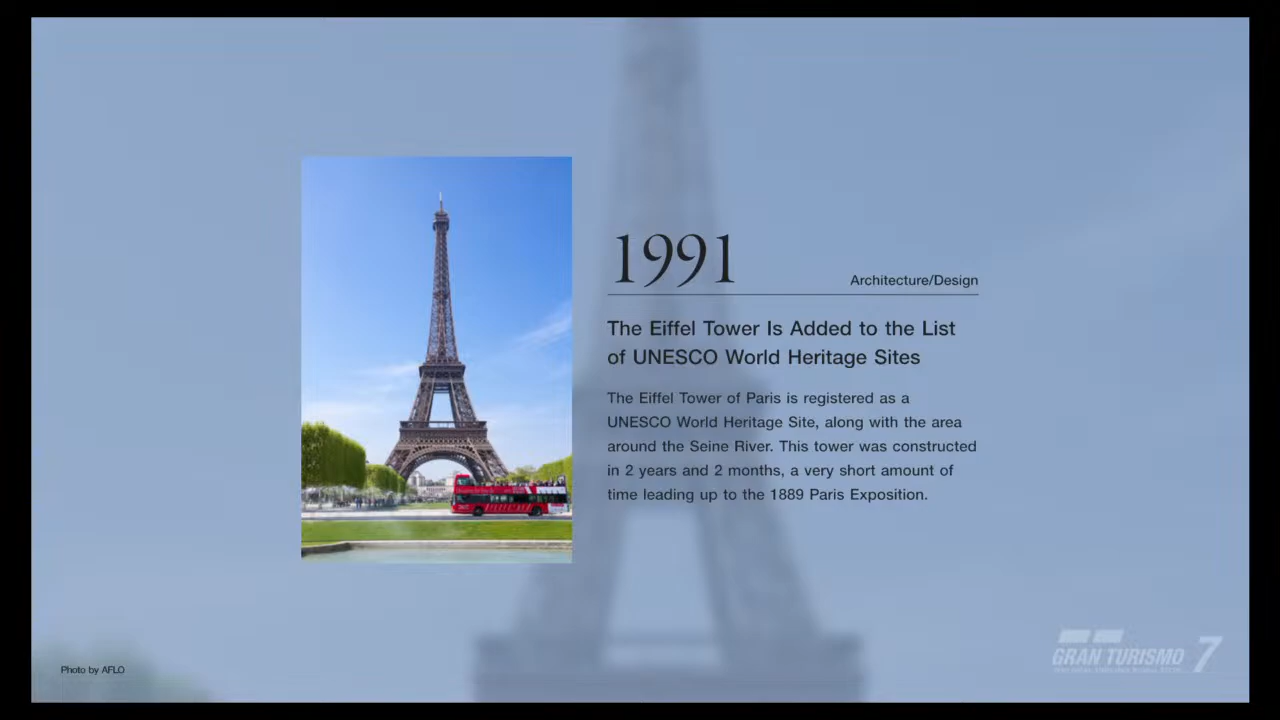 1991
Architecture/Design
The Eiffel Tower Is Added to the List
of UNESCO World Heritage Sites
The Eiffel Tower of Paris is registered as a
UNESCO World Heritage Site, along with the area
around the Seine River. This tower was constructed
in 2 years and 2 months, a very short amount of
time leading up to the 1889 Paris Exposition.
Photo by AFLO
GRAN TURISMO 7